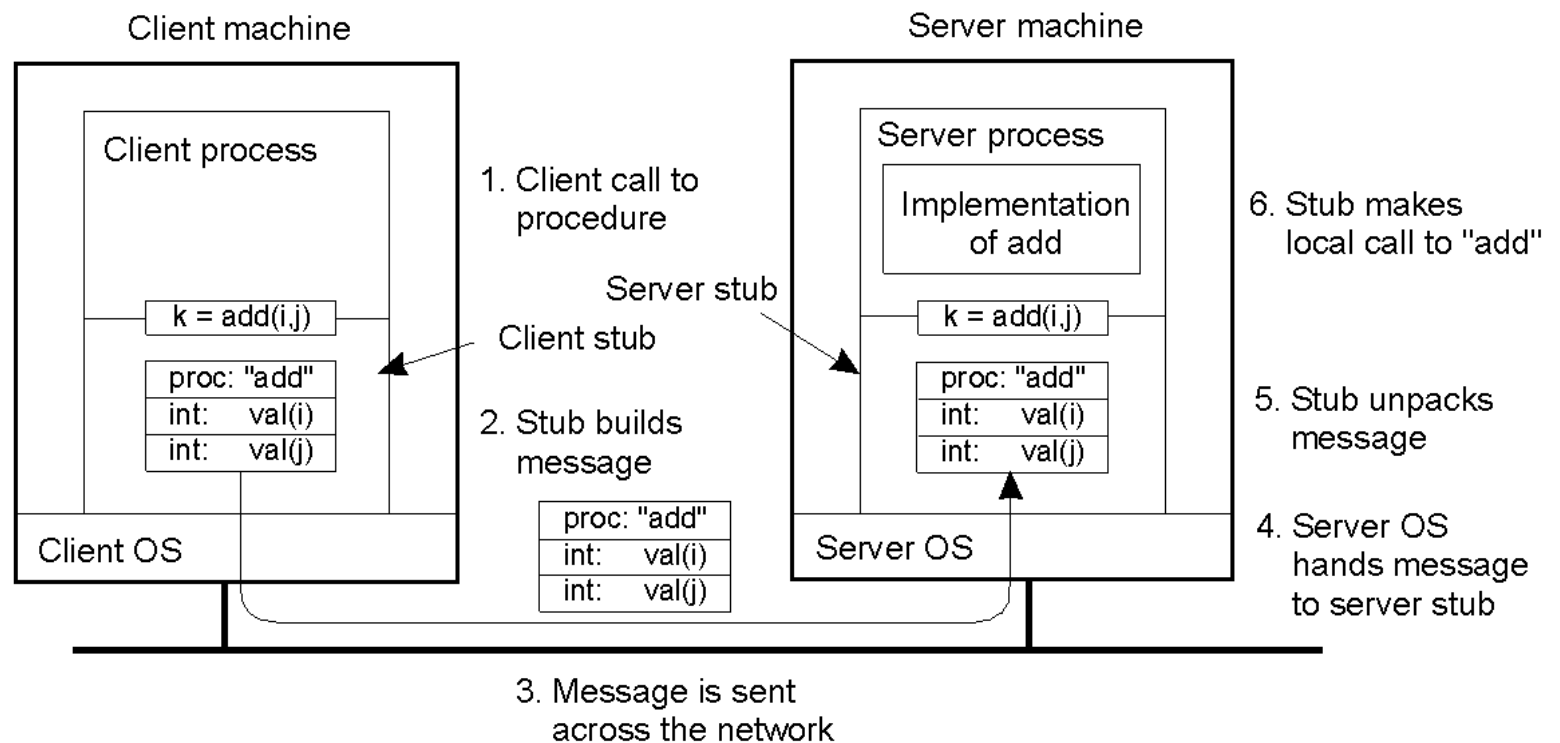 Client machine
Server machine
Client process
1. Client call to
procedure
k = add(i,j)
Client stub
proc: "add"
int: val(i)
int: val(j)
2. Stub builds
message
proc: "add"
int: val(i)
int: val(j)
Client OS
3. Message is sent
across the network
Server process
Implementation
of add
Server stub
k = add(i,j)
proc: "add"
int: val(i)
int: val(j)
Server OS
6. Stub makes
local call to "add"
5. Stub unpacks
message
4. Server OS
hands message
to server stub